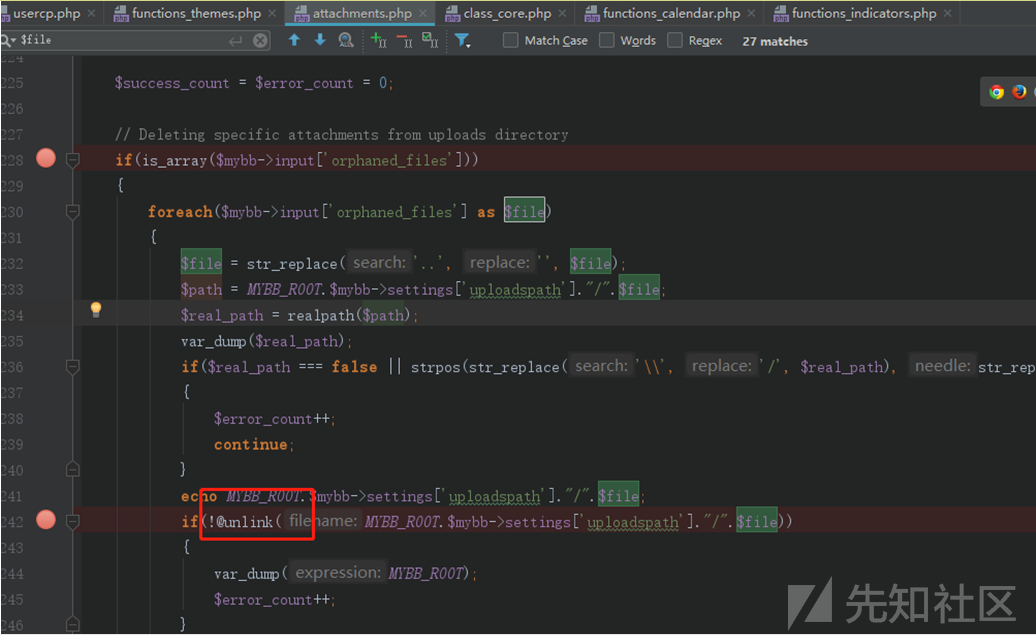 usercp.php × functions_themes.php × attachments.php × class_core.php × functions_calendar.php × functions_indicators.php ×
$file Match Case Words Regex 27 matches
224
225 $success_count = $error_count = 0;
226
227 // Deleting specific attachments from uploads directory
228 if(is_array($mybb->input['orphaned_files']))
229 {
230 foreach($mybb->input['orphaned_files'] as $file)
231 {
232 $file = str_replace( search: '..', replace: '', $file);
233 $path = MYBB_ROOT.$mybb->settings['uploadspath']."/".$file;
234 $real_path = realpath($path);
235 var_dump($real_path);
236 if($real_path === false || strpos(str_replace( search: '\\', replace: '/', $real_path), needle: str_rep
237 {
238 $error_count++;
239 continue;
240 }
241 echo MYBB_ROOT.$mybb->settings['uploadspath']."/".$file;
242 if(!@unlink( filename: MYBB_ROOT.$mybb->settings['uploadspath']."/".$file))
243 {
244 var_dump( expression: MYBB_ROOT);
245 $error_count++;
246 }
先知社区